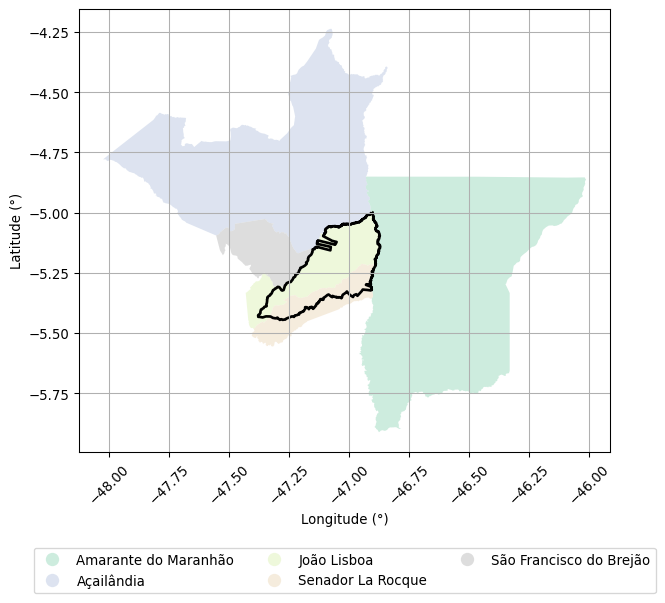 −4.25
−4.50
−4.75
−5.00
−5.25
−5.50
−5.75
Latitude (°)
−48.00 −47.75 −47.50 −47.25 −47.00 −46.75 −46.50 −46.25 −46.00
Longitude (°)
Amarante do Maranhão João Lisboa São Francisco do Brejão
Açailândia Senador La Rocque